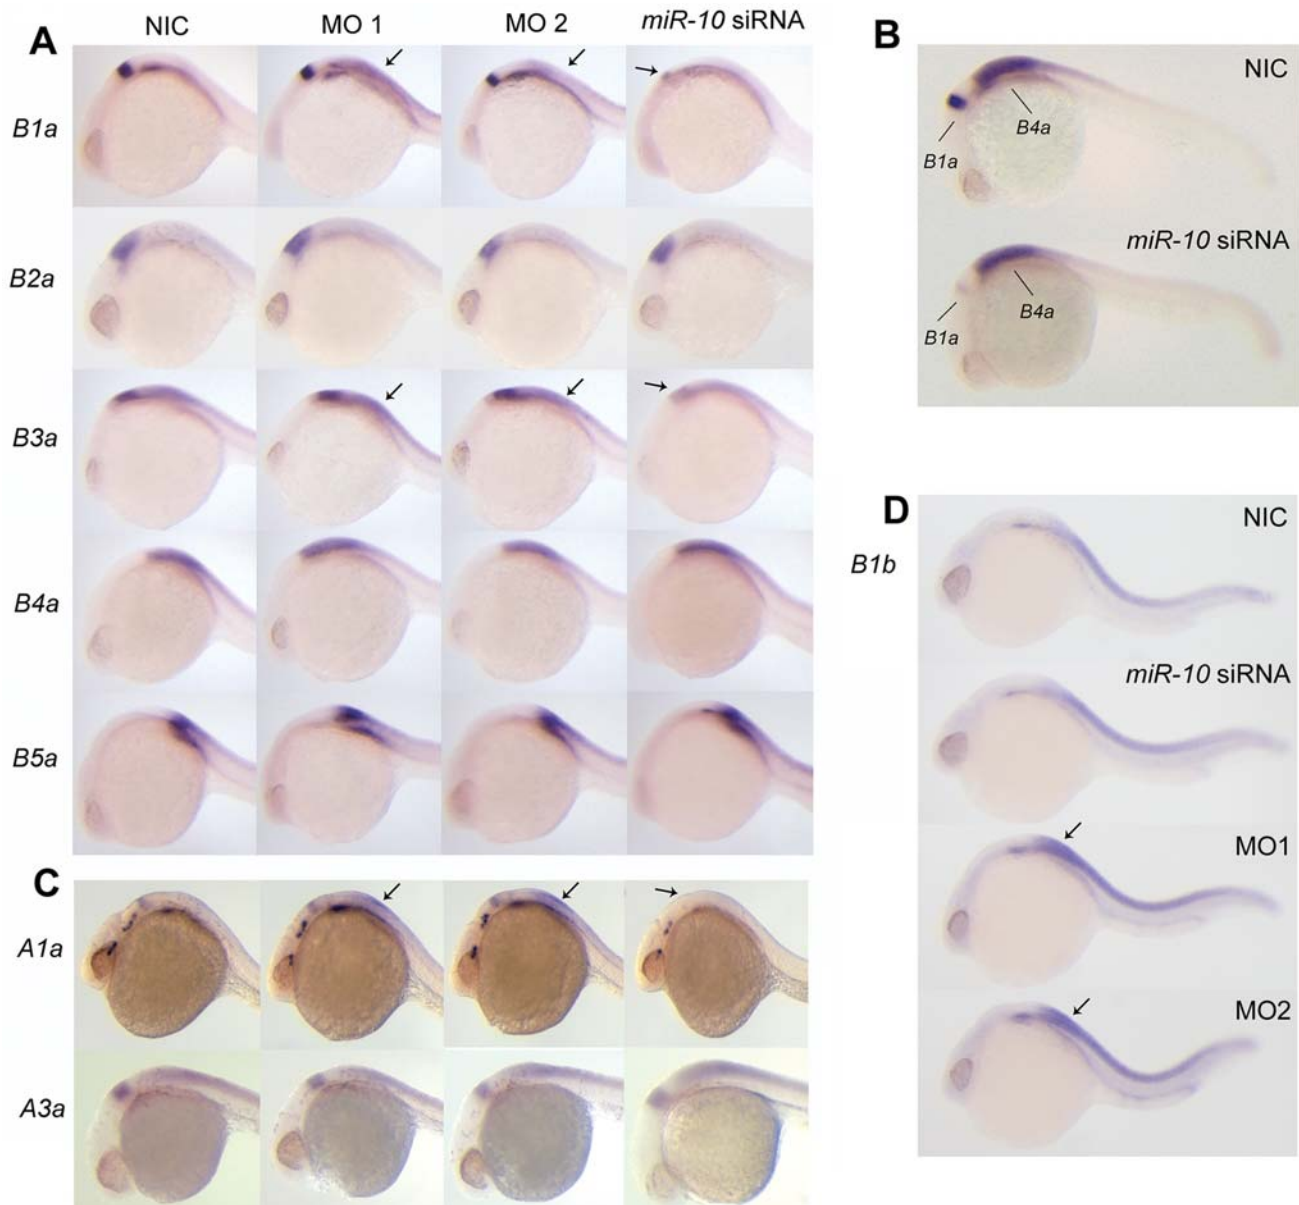 A
NIC
MO 1
MO 2
miR-10 siRNA
B1a
B2a
B3a
B4a
B5a
B
NIC
B4a
B1a
miR-10 siRNA
B4a
B1a
C
A1a
A3a
D
B1b
NIC
miR-10 siRNA
MO1
MO2